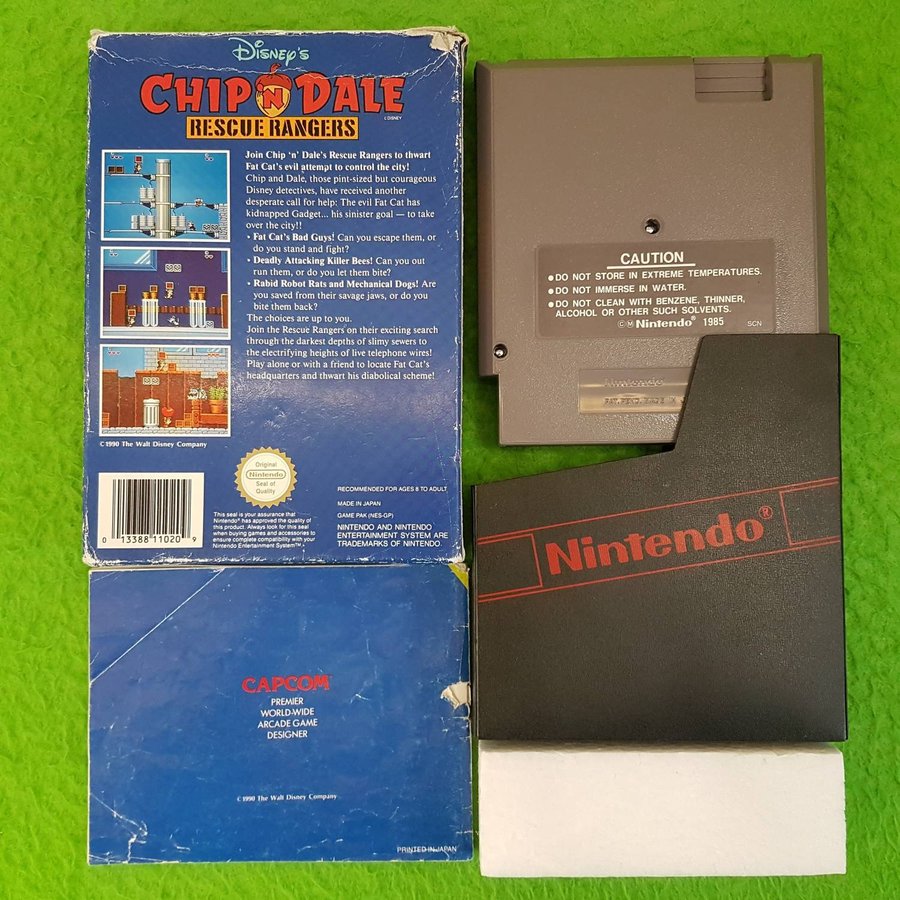 Disney's
CHIP 'N DALE
© DISNEY
RESCUE RANGERS
Join Chip 'n' Dale's Rescue Rangers to thwart
Fat Cat's evil attempt to control the city!
Chip and Dale, those pint-sized but courageous
Disney detectives, have received another
desperate call for help: The evil Fat Cat has
kidnapped Gadget... his sinister goal — to take
over the city!!
• Fat Cat's Bad Guys! Can you escape them, or
do you stand and fight?
• Deadly Attacking Killer Bees! Can you out
run them, or do you let them bite?
• Rabid Robot Rats and Mechanical Dogs! Are
you saved from their savage jaws, or do you
bite them back?
The choices are up to you.
Join the Rescue Rangers on their exciting search
through the darkest depths of slimy sewers to
the electrifying heights of live telephone wires!
Play alone or with a friend to locate Fat Cat's
headquarters and thwart his diabolical scheme!
©1990 The Walt Disney Company
0 13388 11020 9
Original
Nintendo
Seal of
Quality
This seal is your assurance that
Nintendo® has approved the quality of
this product. Always look for this seal
when buying games and accessories to
ensure complete compatibility with your
Nintendo Entertainment System™.
RECOMMENDED FOR AGES 8 TO ADULT
MADE IN JAPAN
GAME PAK (NES-GP)
NINTENDO AND NINTENDO
ENTERTAINMENT SYSTEM ARE
TRADEMARKS OF NINTENDO.
CAUTION
• DO NOT STORE IN EXTREME TEMPERATURES.
• DO NOT IMMERSE IN WATER.
• DO NOT CLEAN WITH BENZENE, THINNER,
ALCOHOL OR OTHER SUCH SOLVENTS.
©Ⓜ Nintendo® 1985 SCN
Nintendo
Nintendo®
CAPCOM
PREMIER
WORLD-WIDE
ARCADE GAME
DESIGNER
©1990 The Walt Disney Company
PRINTED IN JAPAN